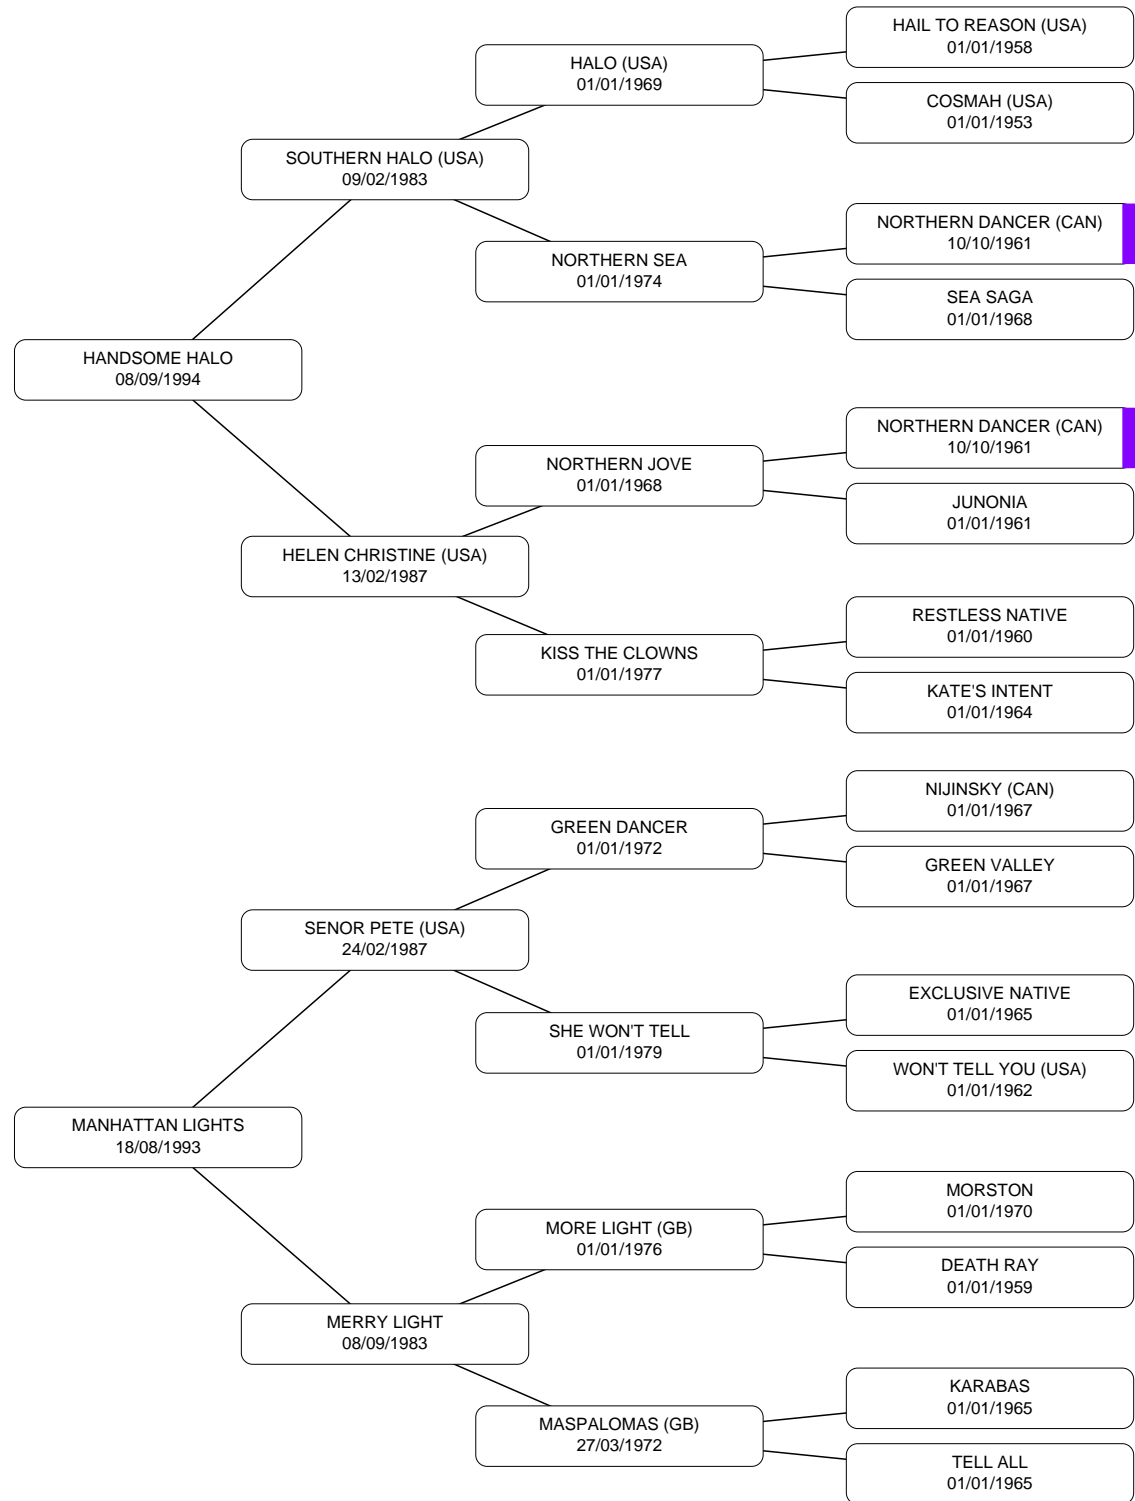 HAIL TO REASON (USA)
01/01/1958
HALO (USA)
01/01/1969
COSMAH (USA)
01/01/1953
SOUTHERN HALO (USA)
09/02/1983
NORTHERN DANCER (CAN)
10/10/1961
NORTHERN SEA
01/01/1974
SEA SAGA
01/01/1968
HANDSOME HALO
08/09/1994
NORTHERN DANCER (CAN)
10/10/1961
NORTHERN JOVE
01/01/1968
JUNONIA
01/01/1961
HELEN CHRISTINE (USA)
13/02/1987
RESTLESS NATIVE
01/01/1960
KISS THE CLOWNS
01/01/1977
KATE'S INTENT
01/01/1964
NIJINSKY (CAN)
01/01/1967
GREEN DANCER
01/01/1972
GREEN VALLEY
01/01/1967
SENOR PETE (USA)
24/02/1987
EXCLUSIVE NATIVE
01/01/1965
SHE WON'T TELL
01/01/1979
WON'T TELL YOU (USA)
01/01/1962
MANHATTAN LIGHTS
18/08/1993
MORSTON
01/01/1970
MORE LIGHT (GB)
01/01/1976
DEATH RAY
01/01/1959
MERRY LIGHT
08/09/1983
KARABAS
01/01/1965
MASPALOMAS (GB)
27/03/1972
TELL ALL
01/01/1965